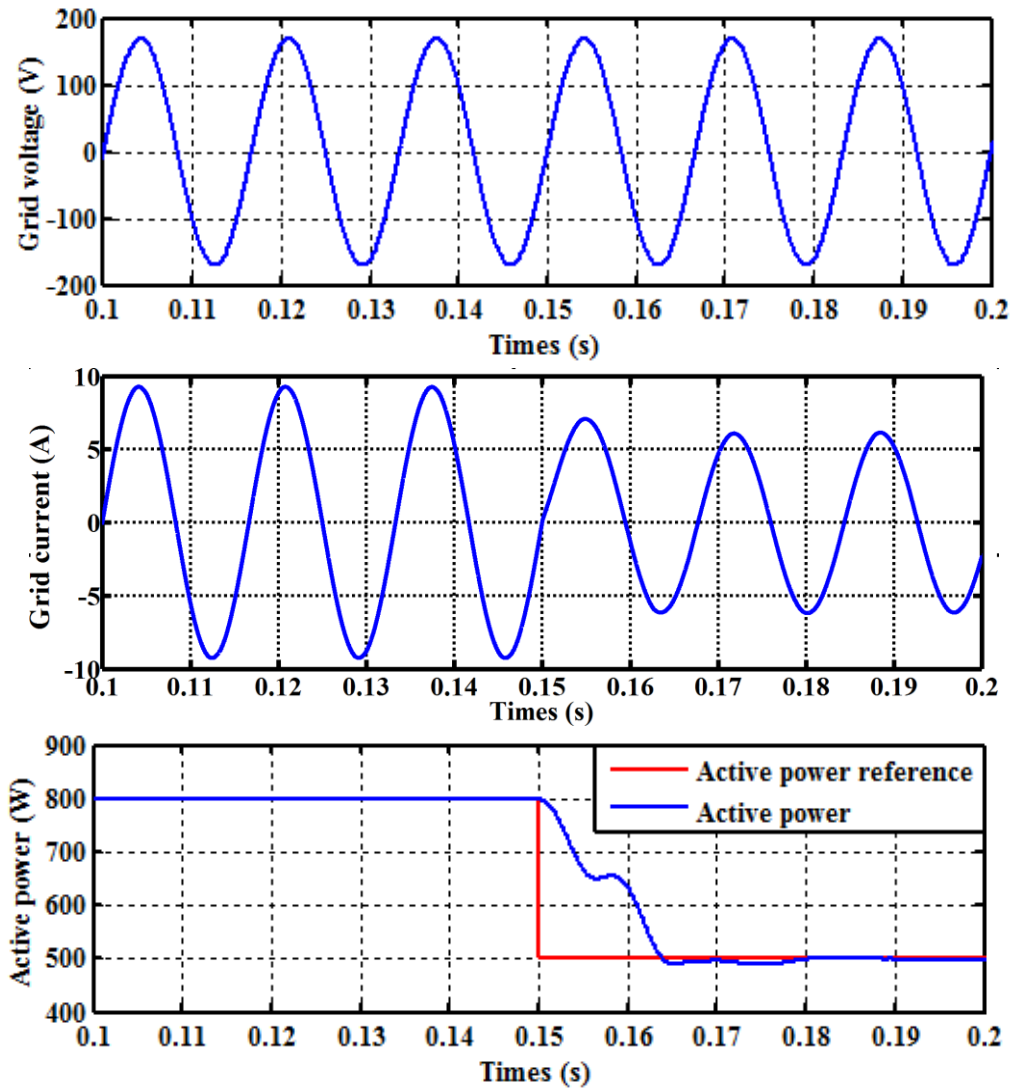 200
100
0
-100
-200
Grid voltage (V)
0.1 0.11 0.12 0.13 0.14 0.15 0.16 0.17 0.18 0.19 0.2
Times (s)
10
5
0
-5
-10
Grid current (A)
0.1 0.11 0.12 0.13 0.14 0.15 0.16 0.17 0.18 0.19 0.2
Times (s)
900
800
700
600
500
400
Active power (W)
Active power reference
Active power
0.1 0.11 0.12 0.13 0.14 0.15 0.16 0.17 0.18 0.19 0.2
Times (s)